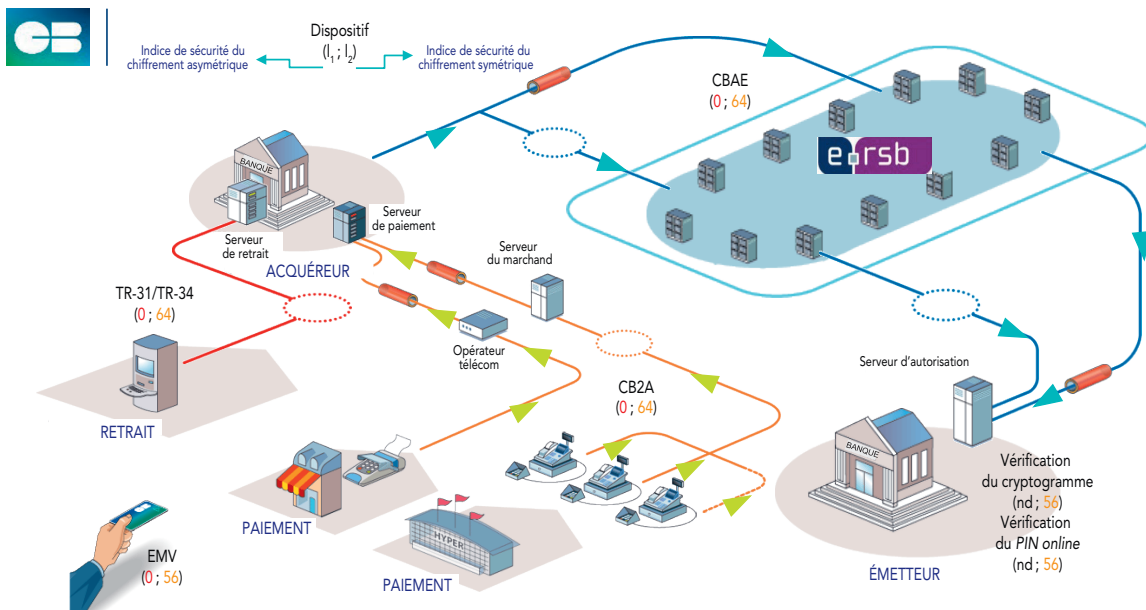 CB
Dispositif
(I₁ ; I₂)
Indice de sécurité du
chiffrement asymétrique
Indice de sécurité du
chiffrement symétrique
CBAE
(0 ; 64)
e.rsb
BANQUE
Serveur
de paiement
Serveur
de retrait
ACQUÉREUR
Serveur
du marchand
TR-31/TR-34
(0 ; 64)
Opérateur
télécom
Serveur d'autorisation
CB2A
(0 ; 64)
RETRAIT
BANQUE
Vérification
du cryptogramme
(nd ; 56)
Vérification
du PIN online
(nd ; 56)
PAIEMENT
HYPER
EMV
(0 ; 56)
PAIEMENT
ÉMETTEUR